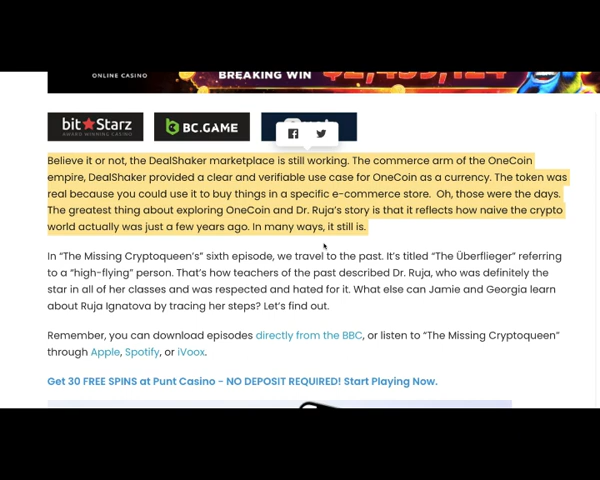 ONLINE CASINO
BREAKING WIN
bit★Starz
AWARD WINNING CASINO
BC.GAME
Believe it or not, the DealShaker marketplace is still working. The commerce arm of the OneCoin
empire, DealShaker provided a clear and verifiable use case for OneCoin as a currency. The token was
real because you could use it to buy things in a specific e-commerce store. Oh, those were the days.
The greatest thing about exploring OneCoin and Dr. Ruja's story is that it reflects how naive the crypto
world actually was just a few years ago. In many ways, it still is.
In “The Missing Cryptoqueen's” sixth episode, we travel to the past. It's titled “The Überflieger” referring
to a “high-flying” person. That's how teachers of the past described Dr. Ruja, who was definitely the
star in all of her classes and was respected and hated for it. What else can Jamie and Georgia learn
about Ruja Ignatova by tracing her steps? Let's find out.
Remember, you can download episodes directly from the BBC, or listen to “The Missing Cryptoqueen”
through Apple, Spotify, or iVoox.
Get 30 FREE SPINS at Punt Casino - NO DEPOSIT REQUIRED! Start Playing Now.